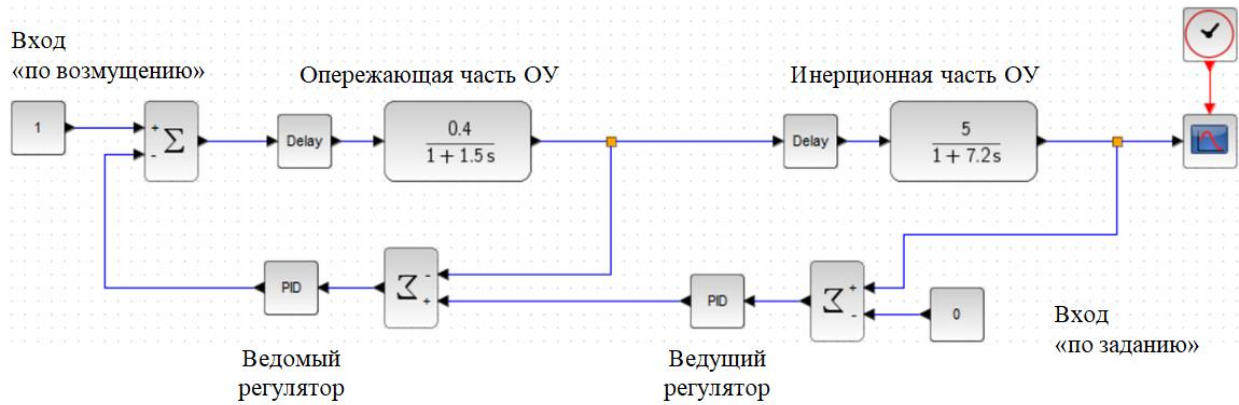 Вход
«по возмущению»
Опережающая часть ОУ
Инерционная часть ОУ
1
+
-
Σ
Delay
0.4
1 + 1.5 s
Delay
5
1 + 7.2 s
PID
Σ
-
+
PID
Σ
+
-
0
Вход
«по заданию»
Ведомый
регулятор
Ведущий
регулятор